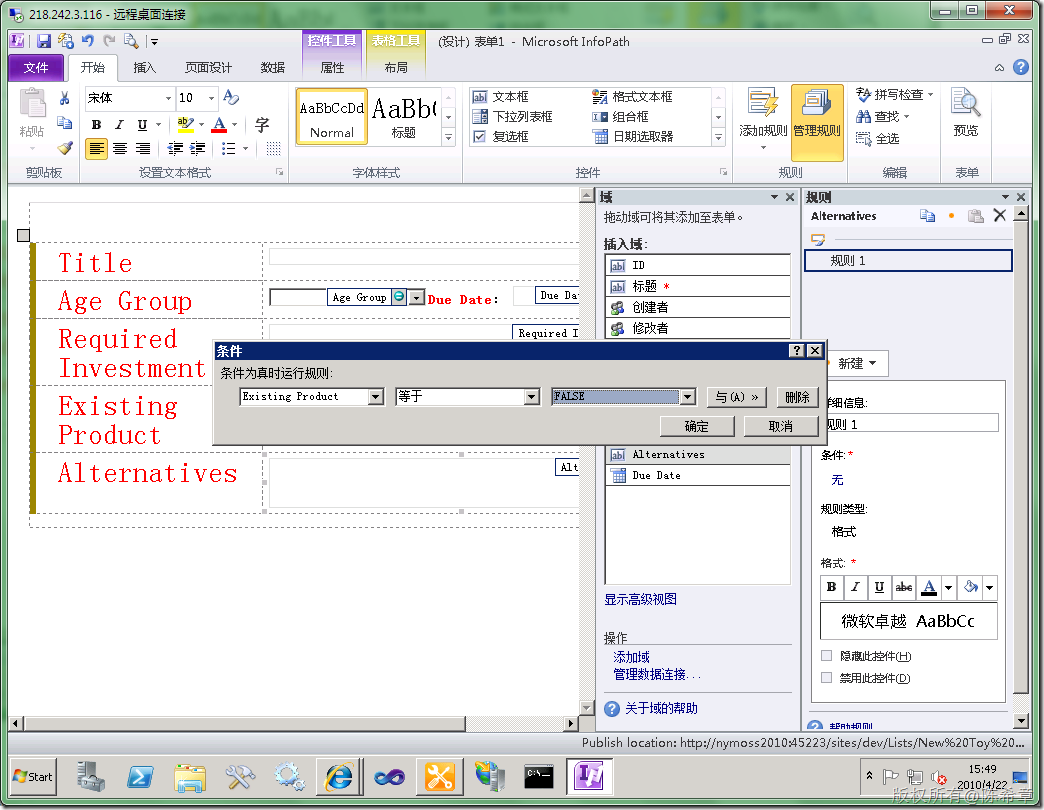 218.242.3.116 - 远程桌面连接
控件工具 表格工具 (设计) 表单1 - Microsoft InfoPath
文件 开始 插入 页面设计 数据 属性 布局
粘贴
剪贴板
宋体 10
B I U ab A 字
设置文本格式
AaBbCcDd AaBb(
Normal 标题
字体样式
文本框 格式文本框
下拉列表框 组合框
复选框 日期选取器
控件
添加规则 管理规则
规则
拼写检查
查找
全选
编辑
预览
表单
Title
Age Group Age Group Due Date: Due Da
Required Investment Required I
Existing Product
Alternatives Alt
域
拖动域可将其添加至表单。
插入域:
ID
标题 *
创建者
修改者
Alternatives
Due Date
显示高级视图
操作
添加域
管理数据连接...
关于域的帮助
规则
Alternatives
规则 1
新建
详细信息:
规则 1
条件:*
无
规则类型:
格式
格式: *
B I U abc A
微软卓越 AaBbCc
隐藏此控件(H)
禁用此控件(D)
帮助规则
条件
条件为真时运行规则:
Existing Product 等于 FALSE 与(A) » 删除
确定 取消
Publish location: http://nymoss2010:45223/sites/dev/Lists/New%20Toy%20...
Start
C:\_
15:49
2010/4/22
版权所有@陈希章